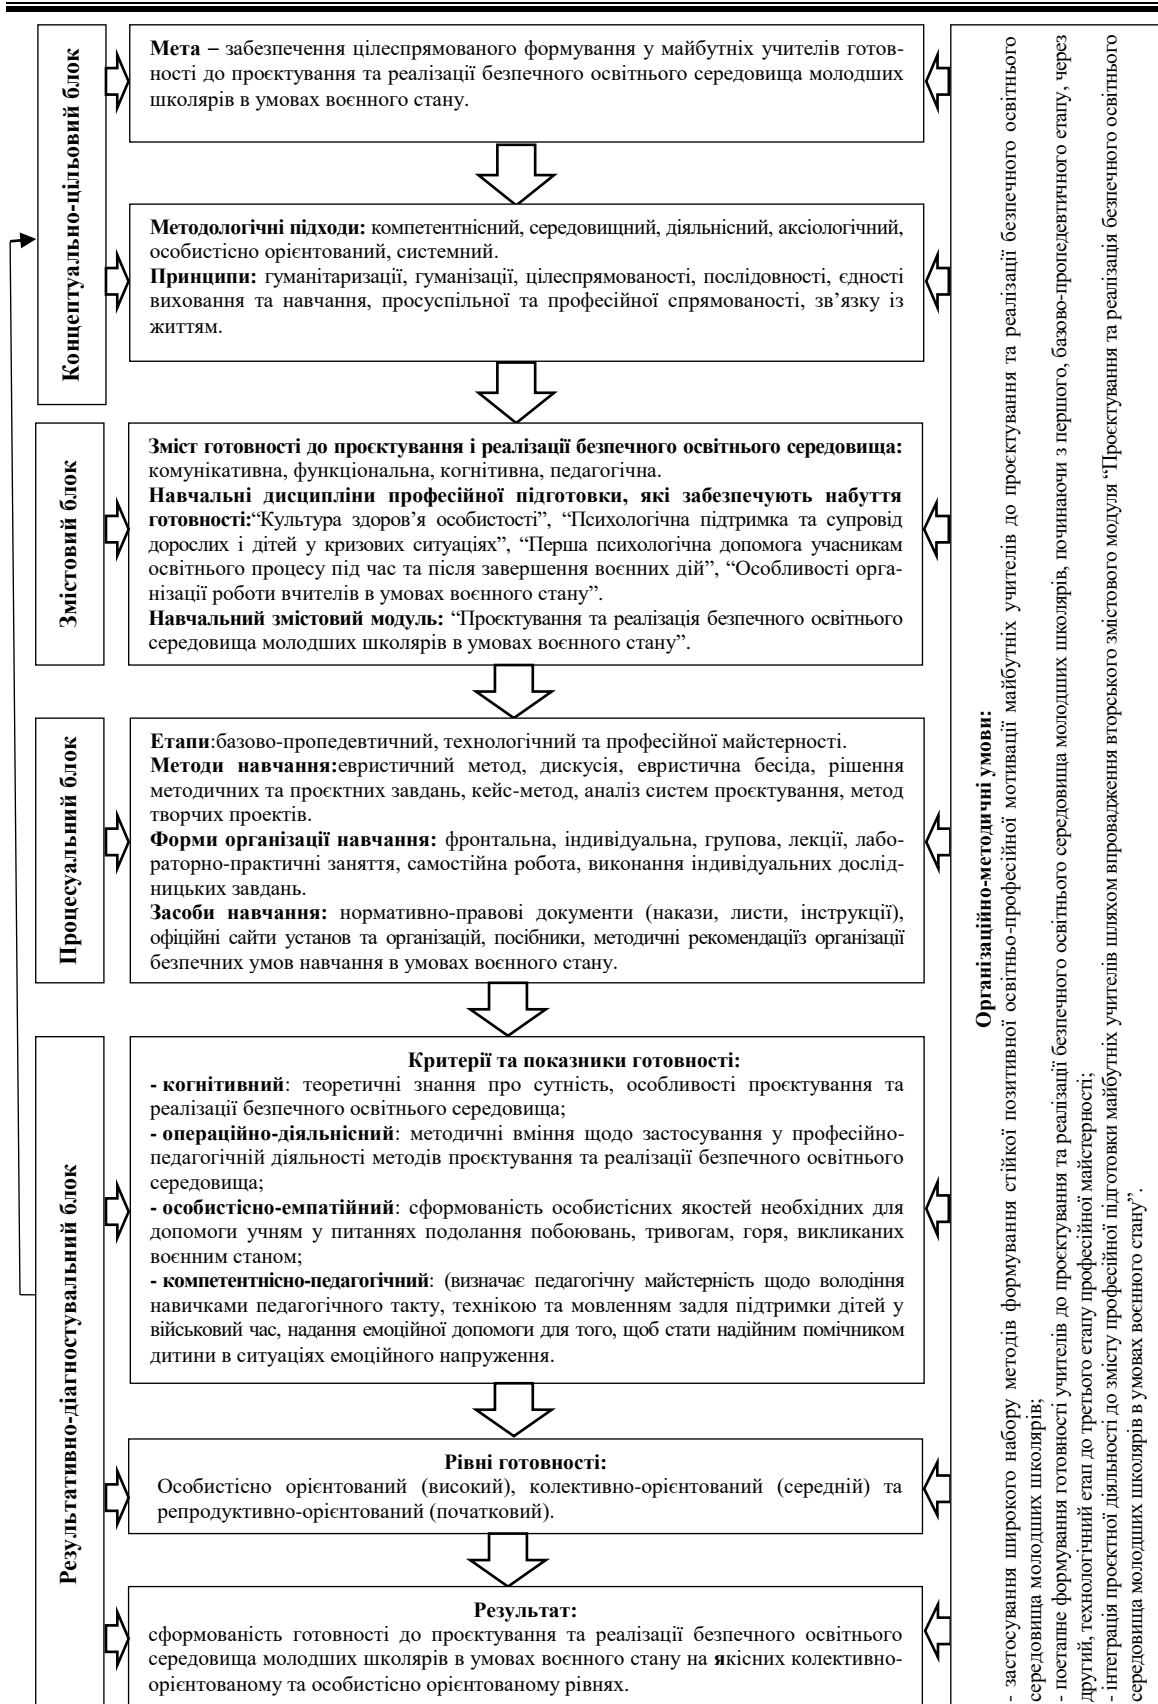 Концептуально-цільовий блок
Мета – забезпечення цілеспрямованого формування у майбутніх учителів готов-
ності до проєктування та реалізації безпечного освітнього середовища молодших
школярів в умовах воєнного стану.
Методологічні підходи: компетентнісний, середовищний, діяльнісний, аксіологічний,
особистісно орієнтований, системний.
Принципи: гуманітаризації, гуманізації, цілеспрямованості, послідовності, єдності
виховання та навчання, просуспільної та професійної спрямованості, зв’язку із
життям.
Змістовий блок
Зміст готовності до проєктування і реалізації безпечного освітнього середовища:
комунікативна, функціональна, когнітивна, педагогічна.
Навчальні дисципліни професійної підготовки, які забезпечують набуття
готовності:“Культура здоров’я особистості”, “Психологічна підтримка та супровід
дорослих і дітей у кризових ситуаціях”, “Перша психологічна допомога учасникам
освітнього процесу під час та після завершення воєнних дій”, “Особливості орга-
нізації роботи вчителів в умовах воєнного стану”.
Навчальний змістовий модуль: “Проєктування та реалізація безпечного освітнього
середовища молодших школярів в умовах воєнного стану”.
Процесуальний блок
Етапи:базово-пропедевтичний, технологічний та професійної майстерності.
Методи навчання:евристичний метод, дискусія, евристична бесіда, рішення
методичних та проєктних завдань, кейс-метод, аналіз систем проєктування, метод
творчих проектів.
Форми організації навчання: фронтальна, індивідуальна, групова, лекції, лабо-
раторно-практичні заняття, самостійна робота, виконання індивідуальних дослід-
ницьких завдань.
Засоби навчання: нормативно-правові документи (накази, листи, інструкції),
офіційні сайти установ та організацій, посібники, методичні рекомендаціїз організації
безпечних умов навчання в умовах воєнного стану.
Результативно-діагностувальний блок
Критерії та показники готовності:
- когнітивний: теоретичні знання про сутність, особливості проєктування та
реалізації безпечного освітнього середовища;
- операційно-діяльнісний: методичні вміння щодо застосування у професійно-
педагогічній діяльності методів проєктування та реалізації безпечного освітнього
середовища;
- особистісно-емпатійний: сформованість особистісних якостей необхідних для
допомоги учням у питаннях подолання побоювань, тривогам, горя, викликаних
воєнним станом;
- компетентнісно-педагогічний: (визначає педагогічну майстерність щодо володіння
навичками педагогічного такту, технікою та мовленням задля підтримки дітей у
військовий час, надання емоційної допомоги для того, щоб стати надійним помічником
дитини в ситуаціях емоційного напруження.
Рівні готовності:
Особистісно орієнтований (високий), колективно-орієнтований (середній) та
репродуктивно-орієнтований (початковий).
Результат:
сформованість готовності до проєктування та реалізації безпечного освітнього
середовища молодших школярів в умовах воєнного стану на якісних колективно-
орієнтованому та особистісно орієнтованому рівнях.
Організаційно-методичні умови:
- застосування широкого набору методів формування стійкої позитивної освітньо-професійної мотивації майбутніх учителів до проєктування та реалізації безпечного освітнього
середовища молодших школярів;
- поетапне формування готовності учителів до проєктування та реалізації безпечного освітнього середовища молодших школярів, починаючи з першого, базово-пропедевтичного етапу, через
другий, технологічний етап до третього етапу професійної майстерності;
- інтеграція проєктної діяльності до змісту професійної підготовки майбутніх учителів шляхом впровадження вторського змістового модуля “Проєктування та реалізація безпечного освітнього
середовища молодших школярів в умовах воєнного стану”.